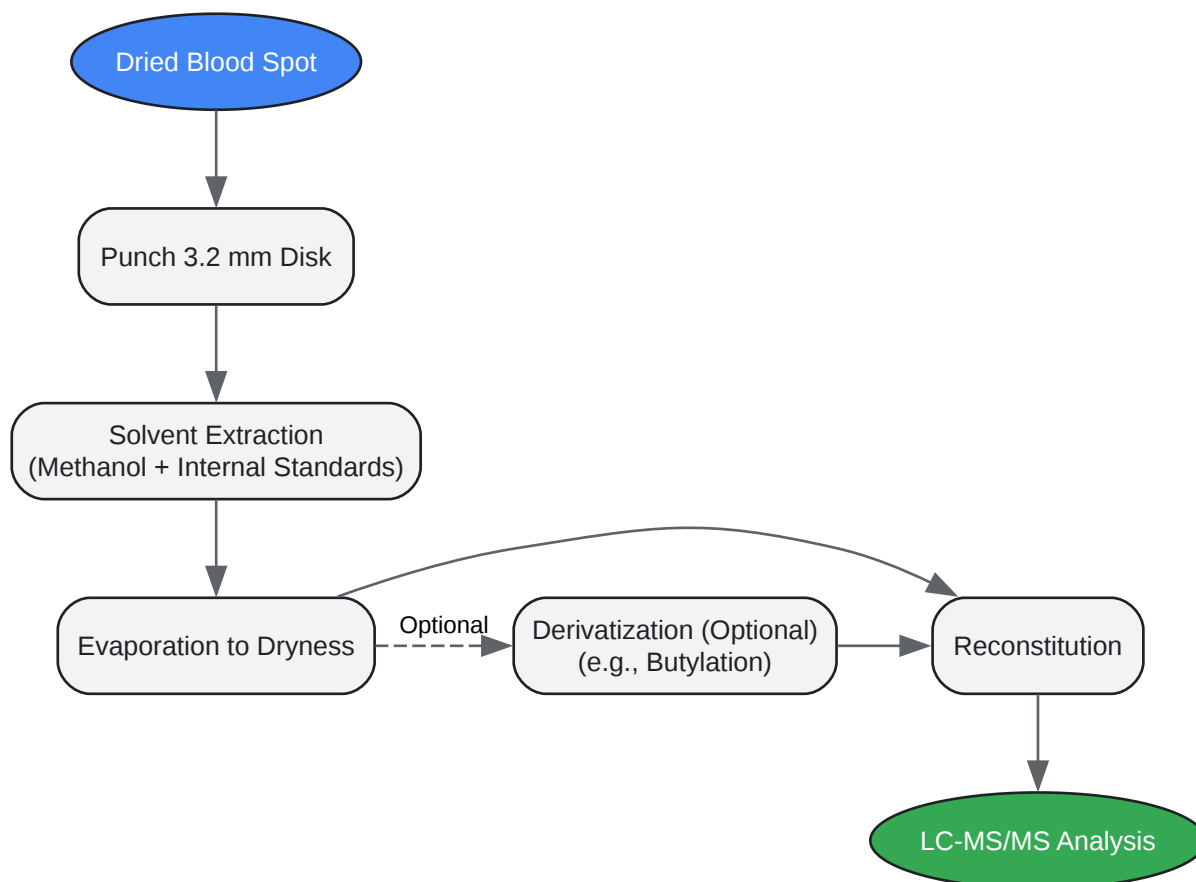 Dried Blood Spot
Punch 3.2 mm Disk
Solvent Extraction
(Methanol + Internal Standards)
Evaporation to Dryness
Optional
Derivatization (Optional)
(e.g., Butylation)
Reconstitution
LC-MS/MS Analysis